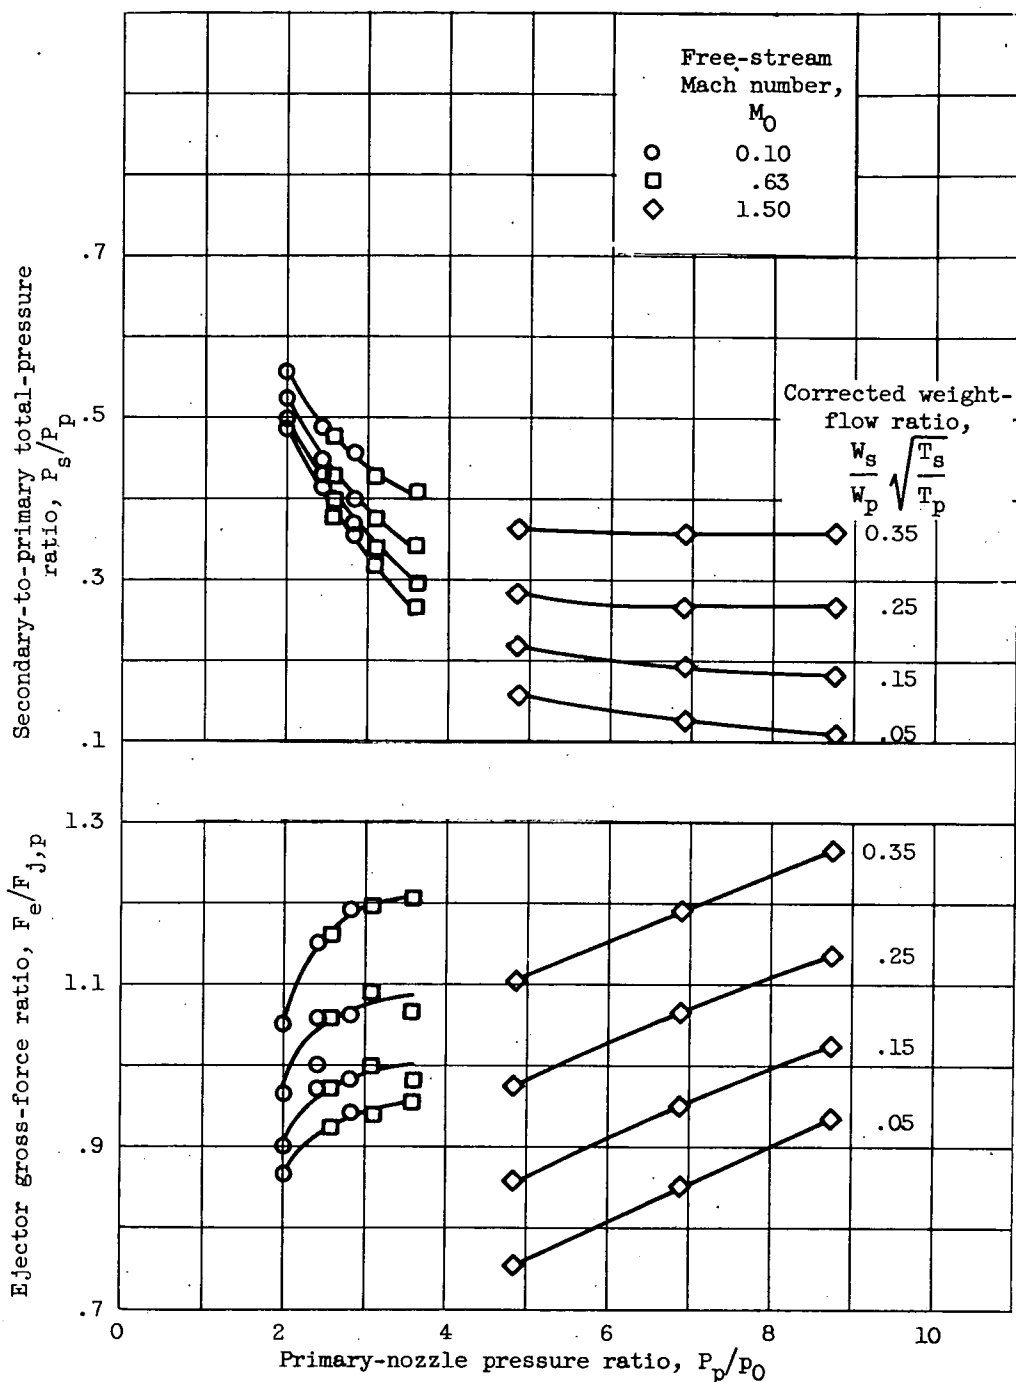 Free-stream
Mach number,
M0
0.10
.63
1.50
Secondary-to-primary total-pressure
ratio, Ps/Pp
.7
.5
.3
.1
Corrected weight-
flow ratio,
Ws/Wp √Ts/Tp
0.35
.25
.15
.05
Ejector gross-force ratio, Fe/Fj,p
1.3
1.1
.9
.7
0.35
.25
.15
.05
0 2 4 6 8 10
Primary-nozzle pressure ratio, Pp/p0